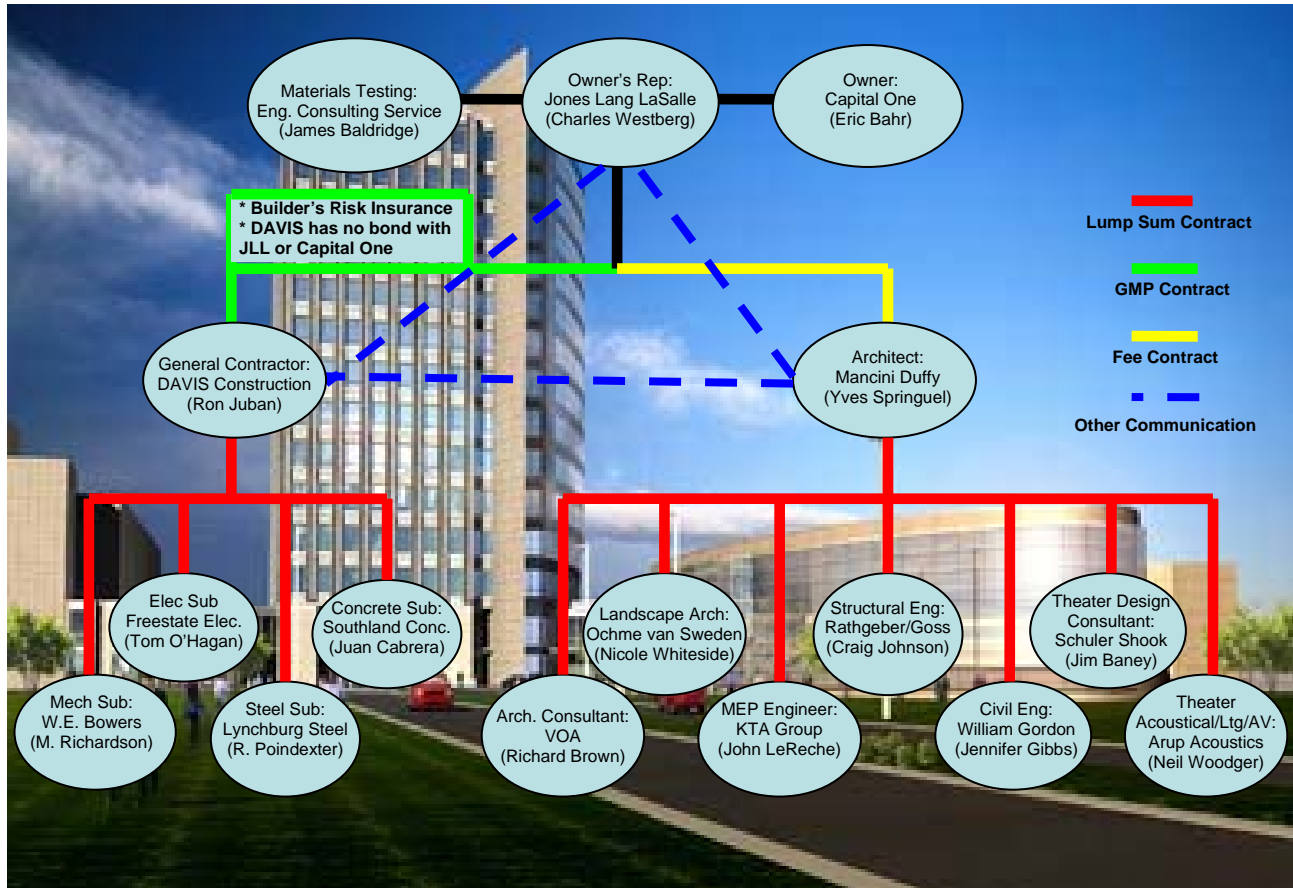 Materials Testing:
Eng. Consulting Service
(James Baldridge)
Owner's Rep:
Jones Lang LaSalle
(Charles Westberg)
Owner:
Capital One
(Eric Bahr)
* Builder's Risk Insurance
* DAVIS has no bond with
JLL or Capital One
Lump Sum Contract
GMP Contract
Fee Contract
Other Communication
General Contractor:
DAVIS Construction
(Ron Juban)
Architect:
Mancini Duffy
(Yves Springuel)
Mech Sub:
W.E. Bowers
(M. Richardson)
Elec Sub
Freestate Elec.
(Tom O'Hagan)
Steel Sub:
Lynchburg Steel
(R. Poindexter)
Concrete Sub:
Southland Conc.
(Juan Cabrera)
Arch. Consultant:
VOA
(Richard Brown)
Landscape Arch:
Ochme van Sweden
(Nicole Whiteside)
MEP Engineer:
KTA Group
(John LeReche)
Structural Eng:
Rathgeber/Goss
(Craig Johnson)
Civil Eng:
William Gordon
(Jennifer Gibbs)
Theater Design
Consultant:
Schuler Shook
(Jim Baney)
Theater
Acoustical/Ltg/AV:
Arup Acoustics
(Neil Woodger)